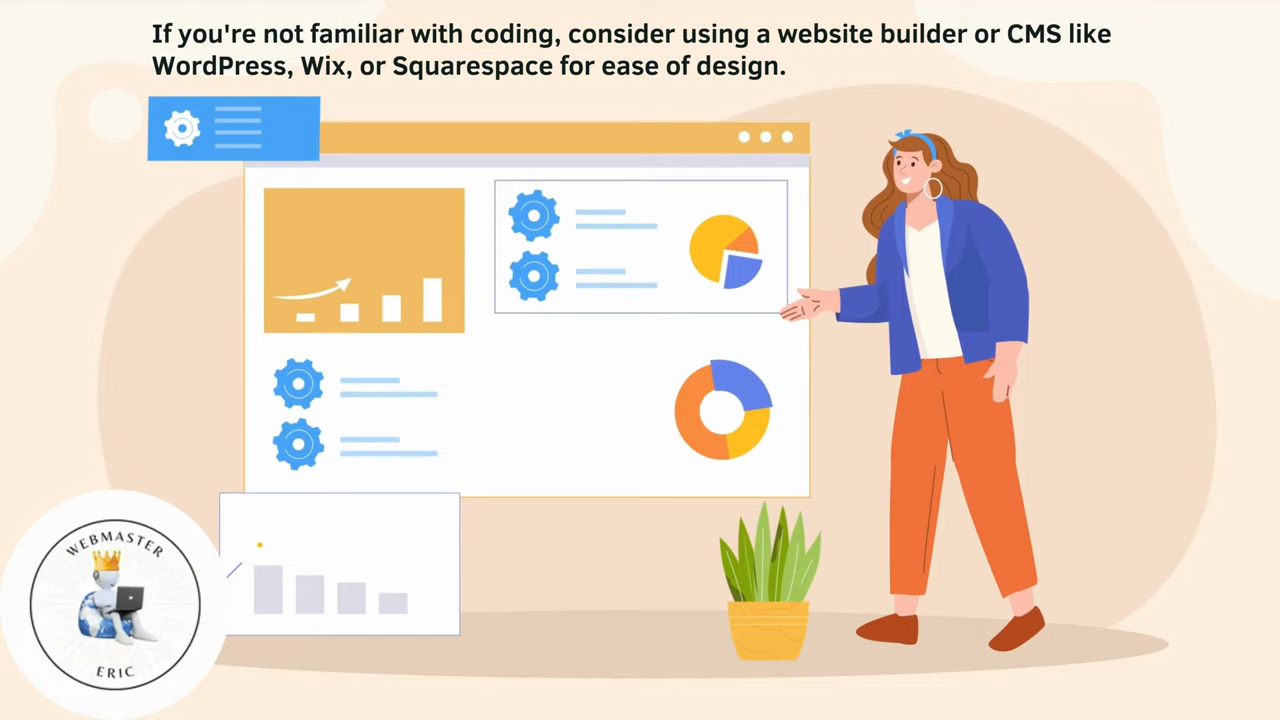 If you're not familiar with coding, consider using a website builder or CMS like
WordPress, Wix, or Squarespace for ease of design.
WEBMASTER
ERIC